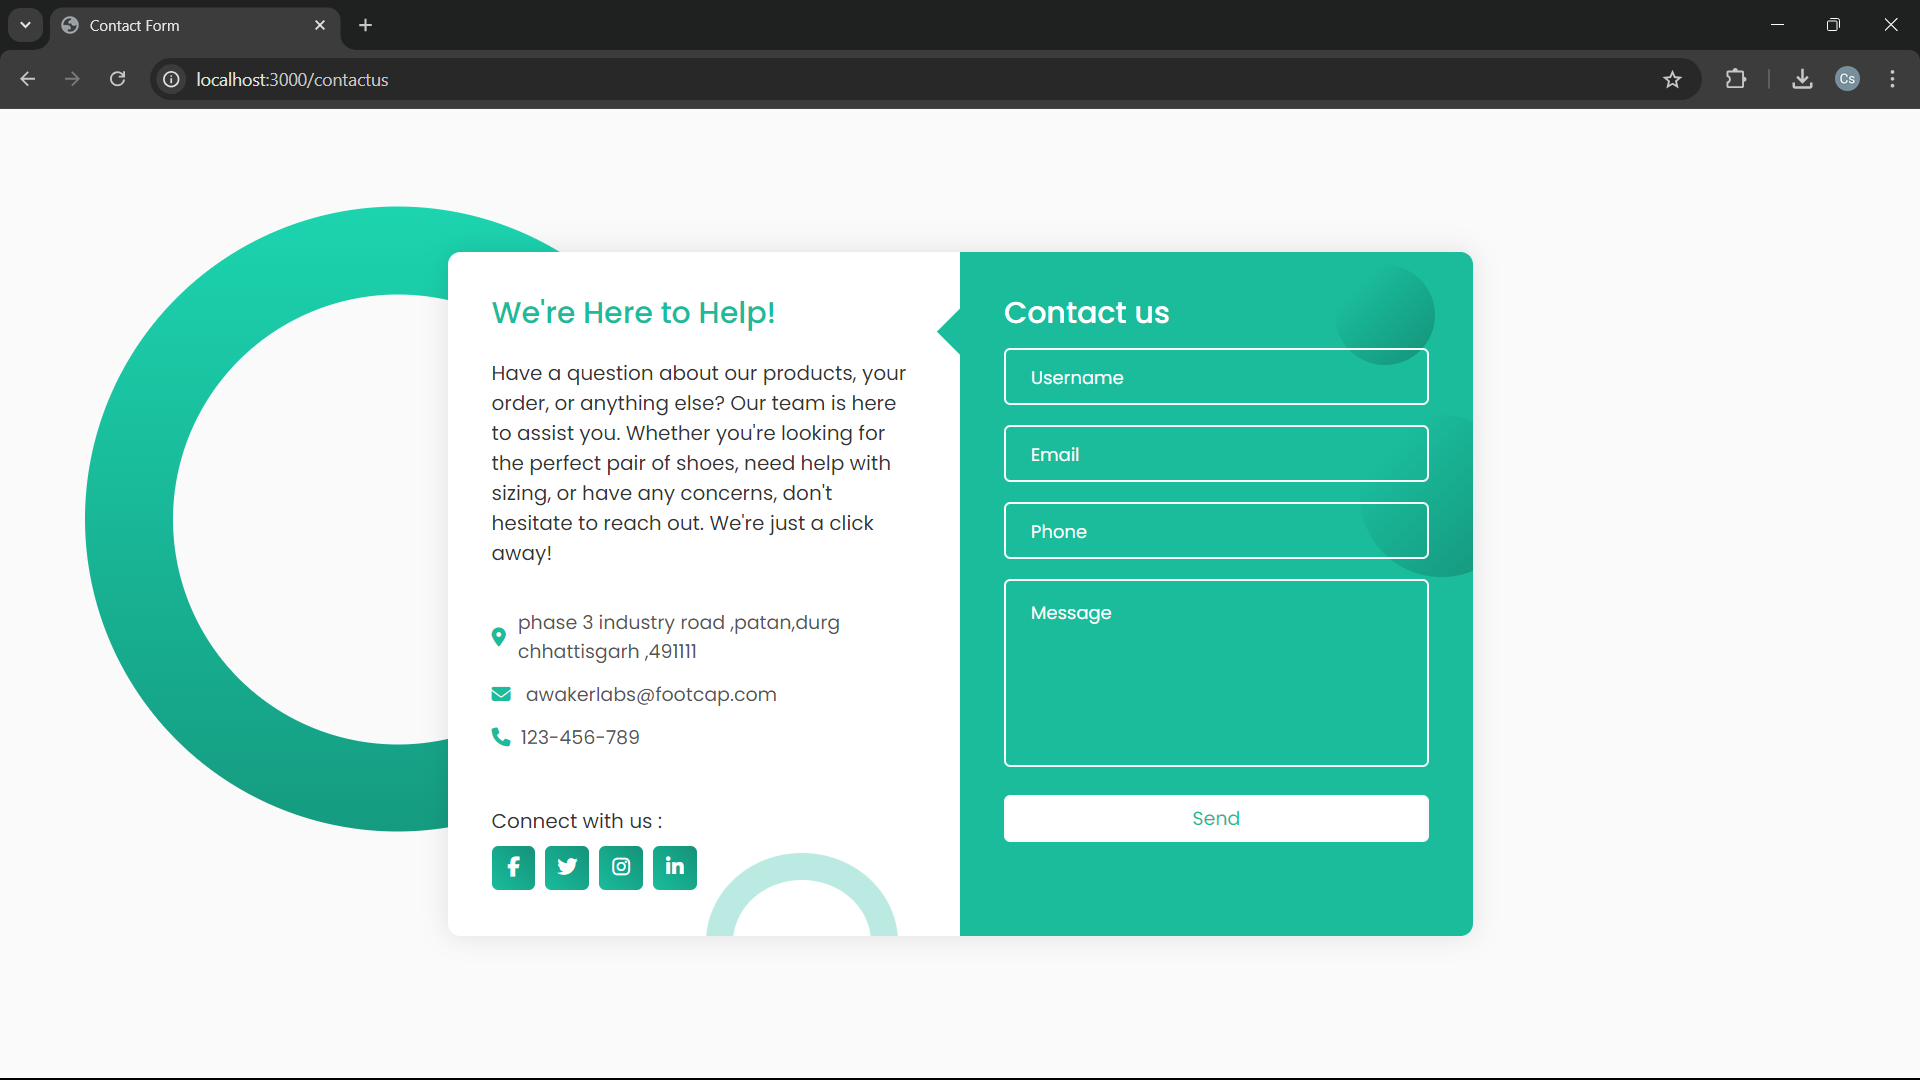 Contact Form
localhost:3000/contactus
Cs
We're Here to Help!
Have a question about our products, your
order, or anything else? Our team is here
to assist you. Whether you're looking for
the perfect pair of shoes, need help with
sizing, or have any concerns, don't
hesitate to reach out. We're just a click
away!
phase 3 industry road ,patan,durg
chhattisgarh ,491111
awakerlabs@footcap.com
123-456-789
Connect with us :
Contact us
Username
Email
Phone
Message
Send